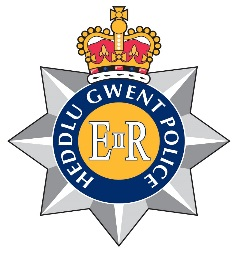 HEDDLU GWENT POLICE
EIIR